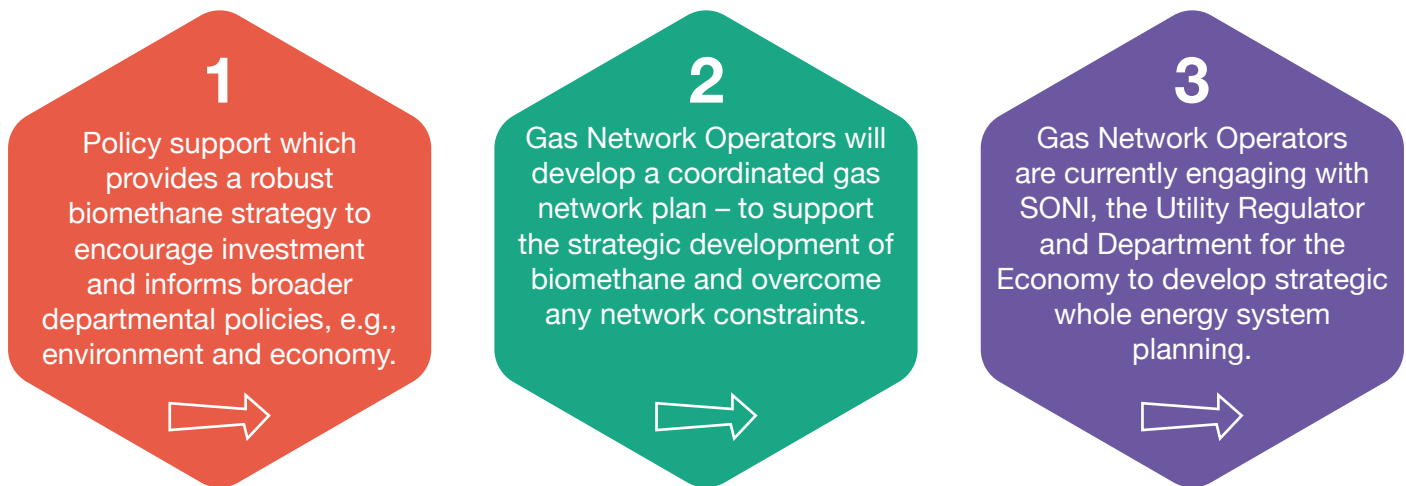 1
Policy support which
provides a robust
biomethane strategy to
encourage investment
and informs broader
departmental policies, e.g.,
environment and economy.
2
Gas Network Operators will
develop a coordinated gas
network plan – to support
the strategic development of
biomethane and overcome
any network constraints.
3
Gas Network Operators
are currently engaging with
SONI, the Utility Regulator
and Department for the
Economy to develop strategic
whole energy system
planning.